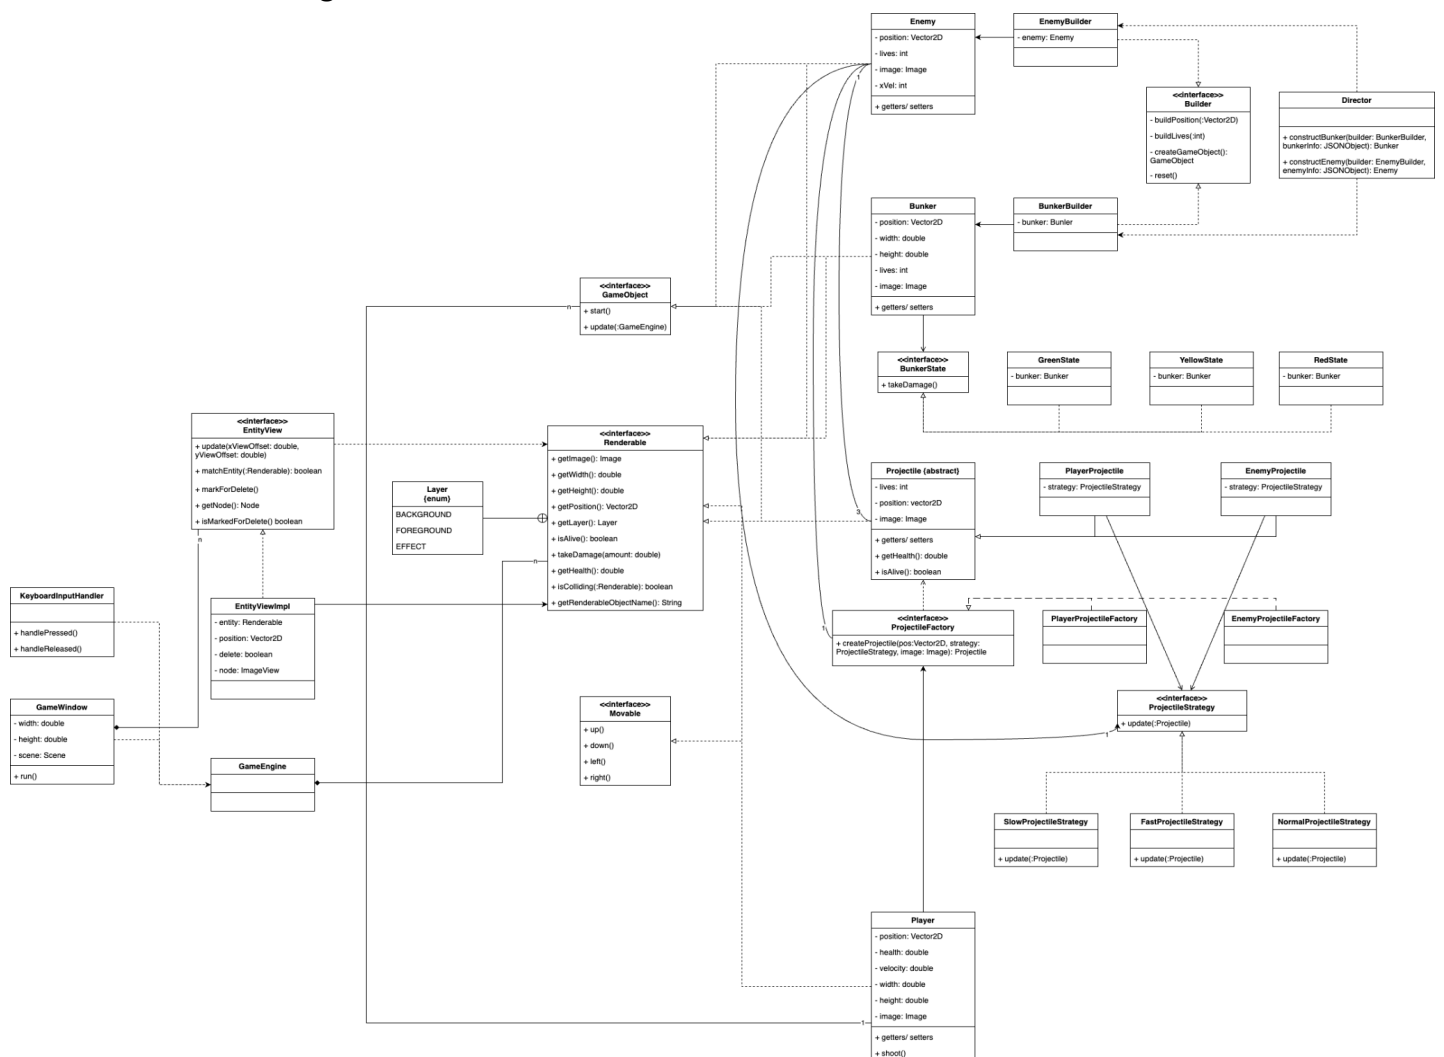 g
Enemy
- position: Vector2D
- lives: int
- image: Image
- xVel: int
+ getters/ setters
EnemyBuilder
- enemy: Enemy
<<interface>>
Builder
- buildPosition(:Vector2D)
- buildLives(:int)
- createGameObject():
GameObject
- reset()
Director
+ constructBunker(builder: BunkerBuilder,
bunkerInfo: JSONObject): Bunker
+ constructEnemy(builder: EnemyBuilder,
enemyInfo: JSONObject): Enemy
Bunker
- position: Vector2D
- width: double
- height: double
- lives: int
- image: Image
+ getters/ setters
BunkerBuilder
- bunker: Bunler
<<interface>>
GameObject
+ start()
+ update(:GameEngine)
n
1
<<interface>>
BunkerState
+ takeDamage()
GreenState
- bunker: Bunker
YellowState
- bunker: Bunker
RedState
- bunker: Bunker
<<interface>>
EntityView
+ update(xViewOffset: double,
yViewOffset: double)
+ matchEntity(:Renderable): boolean
+ markForDelete()
+ getNode(): Node
+ isMarkedForDelete() boolean
n
<<interface>>
Renderable
+ getImage(): Image
+ getWidth(): double
+ getHeight(): double
+ getPosition(): Vector2D
+ getLayer(): Layer
+ isAlive(): boolean
+ takeDamage(amount: double)
+ getHealth(): double
+ isColliding(:Renderable): boolean
+ getRenderableObjectName(): String
n
Layer
{enum}
BACKGROUND
FOREGROUND
EFFECT
Projectile {abstract}
- lives: int
- position: vector2D
- image: Image
+ getters/ setters
+ getHealth(): double
+ isAlive(): boolean
3
PlayerProjectile
- strategy: ProjectileStrategy
EnemyProjectile
- strategy: ProjectileStrategy
KeyboardInputHandler
+ handlePressed()
+ handleReleased()
EntityViewImpl
- entity: Renderable
- position: Vector2D
- delete: boolean
- node: ImageView
<<interface>>
ProjectileFactory
+ createProjectile(pos:Vector2D, strategy:
ProjectileStrategy, image: Image): Projectile
1
PlayerProjectileFactory
EnemyProjectileFactory
GameWindow
- width: double
- height: double
- scene: Scene
+ run()
GameEngine
<<interface>>
Movable
+ up()
+ down()
+ left()
+ right()
<<interface>>
ProjectileStrategy
+ update(:Projectile)
1
SlowProjectileStrategy
+ update(:Projectile)
FastProjectileStrategy
+ update(:Projectile)
NormalProjectileStrategy
+ update(:Projectile)
Player
- position: Vector2D
- health: double
- velocity: double
- width: double
- height: double
- image: Image
+ getters/ setters
+ shoot()
1